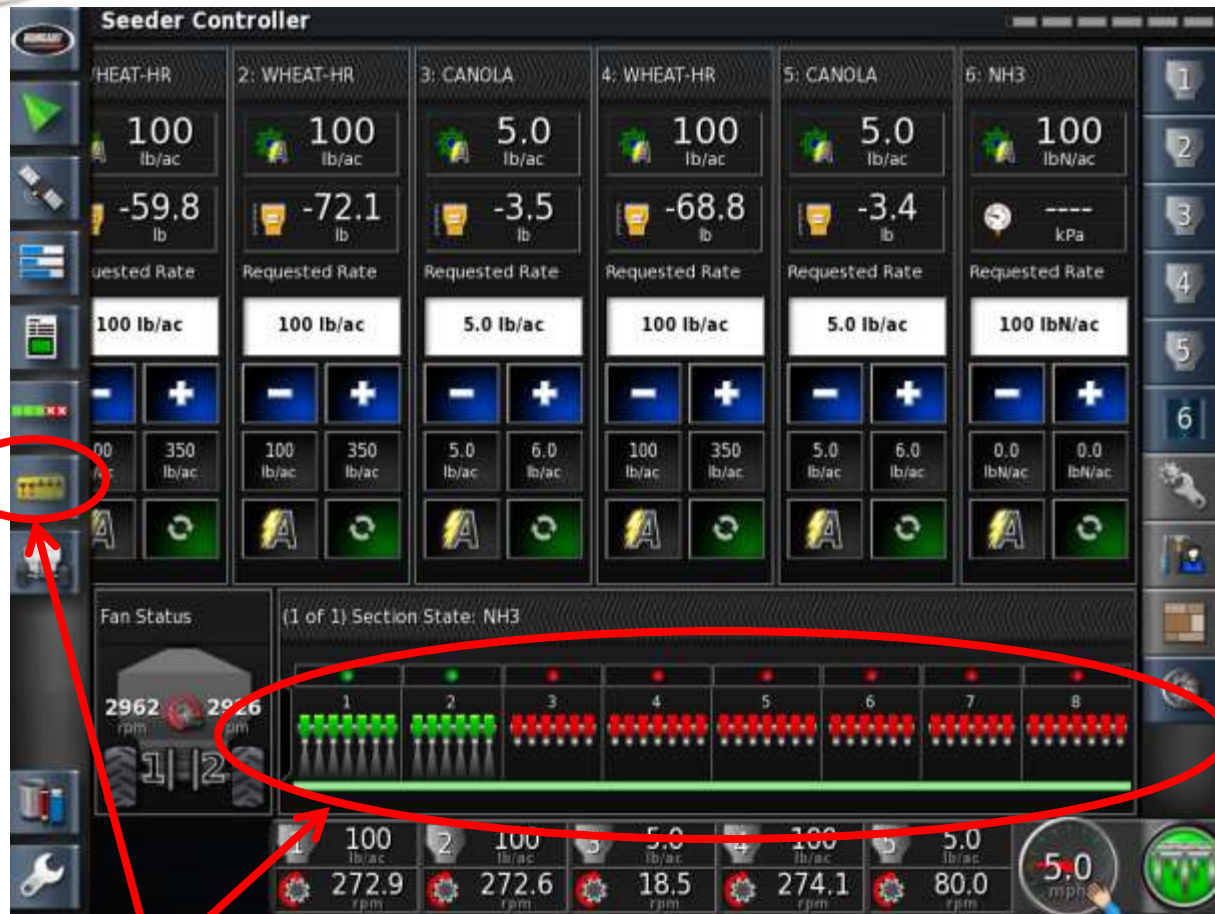 Seeder Controller
HEAT-HR 2: WHEAT-HR 3: CANOLA 4: WHEAT-HR 5: CANOLA 6: NH3
100 100 5.0 100 5.0 100
lb/ac lb/ac lb/ac lb/ac lb/ac lbN/ac
-59.8 -72.1 -3.5 -68.8 -3.4 ----
lb lb lb lb lb kPa
uested Rate Requested Rate Requested Rate Requested Rate Requested Rate Requested Rate
100 lb/ac 100 lb/ac 5.0 lb/ac 100 lb/ac 5.0 lb/ac 100 lbN/ac
- + - + - + - + - + - +
00 350 100 350 5.0 6.0 100 350 5.0 6.0 0.0 0.0
/ac lb/ac lb/ac lb/ac lb/ac lb/ac lb/ac lb/ac lb/ac lb/ac lbN/ac lbN/ac
A A A A A A
1
2
3
4
5
6
Fan Status (1 of 1) Section State: NH3
1 2 3 4 5 6 7 8
2962 2926
rpm rpm
1 2
1 100 2 100 3 5.0 4 100 5 5.0
lb/ac lb/ac lb/ac lb/ac lb/ac
272.9 272.6 18.5 274.1 80.0
rpm rpm rpm rpm rpm
5.0
mph